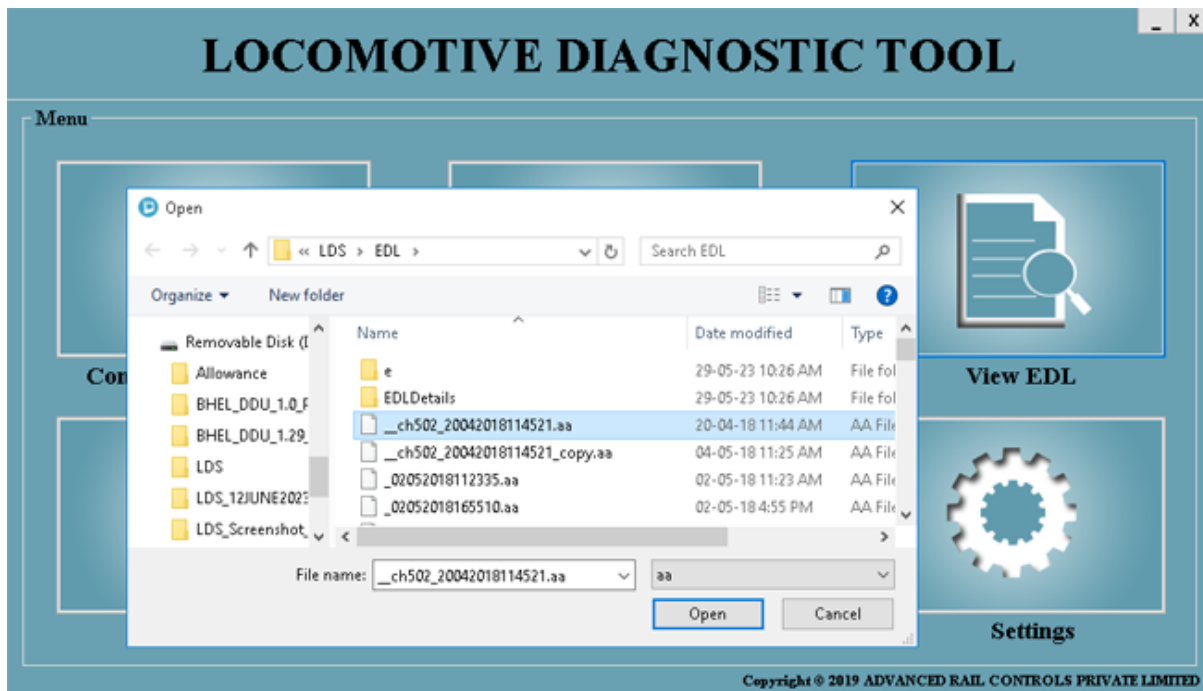 _ X
LOCOMOTIVE DIAGNOSTIC TOOL
Menu
Open
« LDS › EDL ›
Search EDL
Organize
New folder
?
Name Date modified Type
Removable Disk (
Allowance
BHEL_DDU_1.0_
BHEL_DDU_1.29_
LDS
LDS_12JUNE2023
LDS_Screenshot_
e 29-05-23 10:26 AM File fol
EDLDetails 29-05-23 10:26 AM File fol
__ch502_20042018114521.aa 20-04-18 11:44 AM AA File
__ch502_20042018114521_copy.aa 04-05-18 11:25 AM AA File
_02052018112335.aa 02-05-18 11:23 AM AA File
_02052018165510.aa 02-05-18 4:55 PM AA File
File name: __ch502_20042018114521.aa aa
Open Cancel
Con
View EDL
Settings
Copyright © 2019 ADVANCED RAIL CONTROLS PRIVATE LIMITED